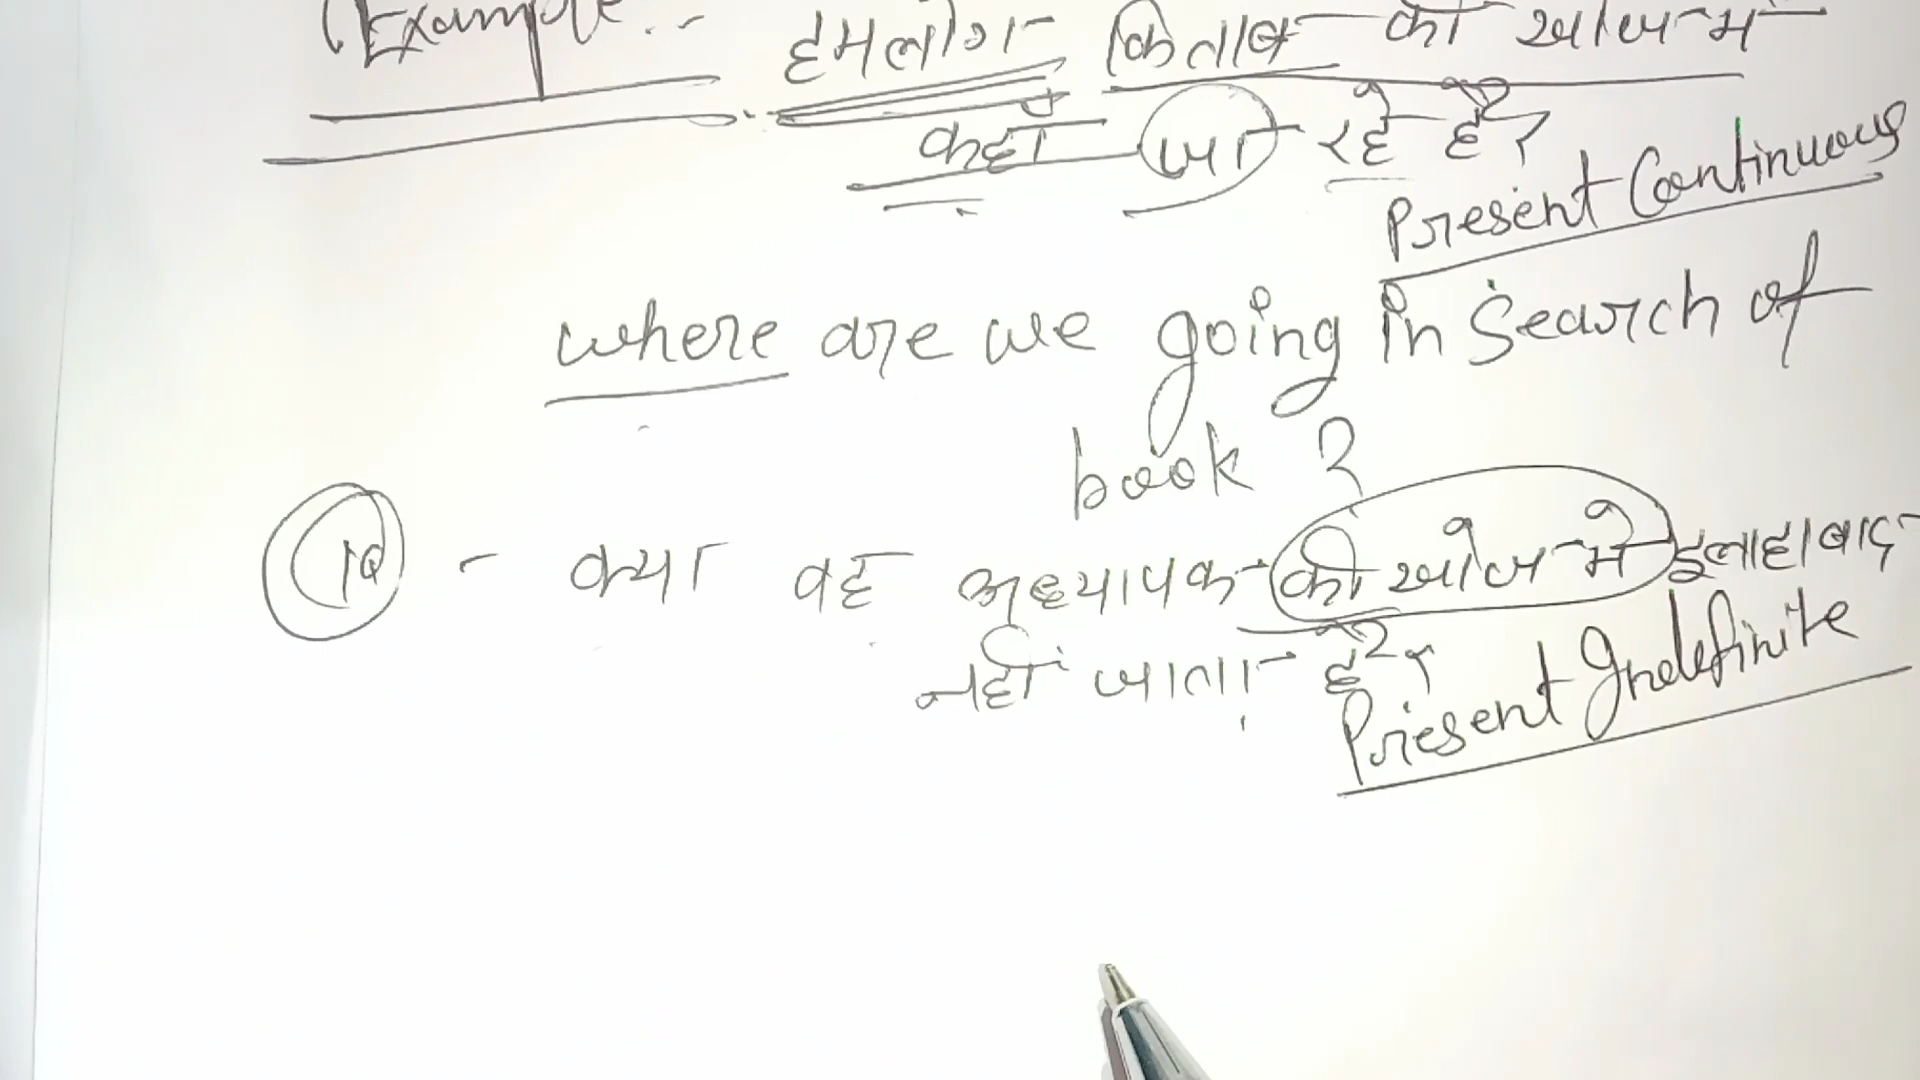 Example :- हमलोग किताब की खोज में
कहाँ जा रहे हैं?
Present Continuous
where are we going in search of
book ?
- क्या वह अध्यापक की खोज में इलाहाबाद
नहीं जाता है?
Present Indefinite